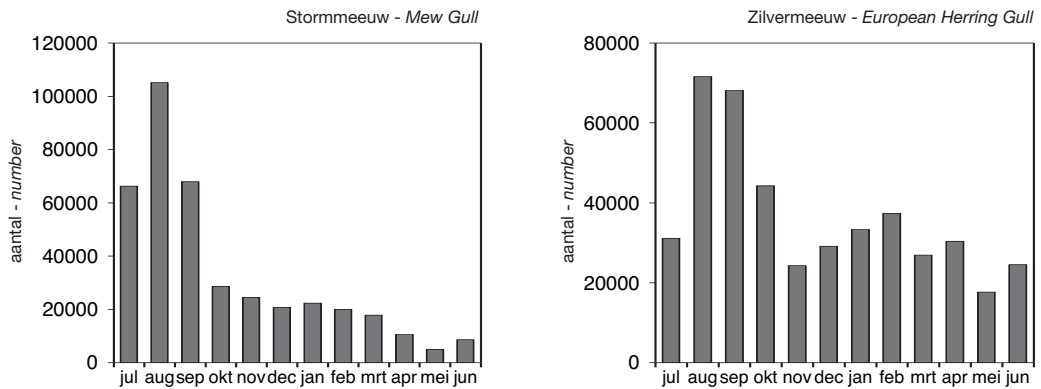 Stormmeeuw - Mew Gull
120000
100000
80000
60000
40000
20000
0
aantal - number
jul aug sep okt nov dec jan feb mrt apr mei jun
Zilvermeeuw - European Herring Gull
80000
60000
40000
20000
0
aantal - number
jul aug sep okt nov dec jan feb mrt apr mei jun